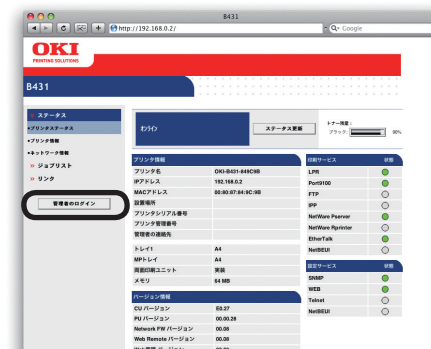 B431
http://192.168.0.2/
Google
OKI
PRINTING SOLUTIONS
B431
ステータス
プリンタステータス
プリンタ情報
ネットワーク情報
ジョブリスト
リンク
管理者のログイン
オンライン
ステータス更新
トナー残量：
ブラック:
80%
プリンタ情報
プリンタ名 OKI-B431-849C9B
IPアドレス 192.168.0.2
MACアドレス 00:80:87:84:9C:9B
設置場所
プリンタシリアル番号
プリンタ管理番号
管理者の連絡先
トレイ1 A4
MPトレイ A4
両面印刷ユニット 実装
メモリ 64 MB
バージョン情報
CU バージョン E0.27
PU バージョン 00.00.28
Network FW バージョン 00.08
Web Remote バージョン 00.08
印刷サービス 状態
LPR
Port9100
FTP
IPP
NetWare Pserver
NetWare Rprinter
EtherTalk
NetBEUI
設定サービス 状態
SNMP
WEB
Telnet
NetBEUI